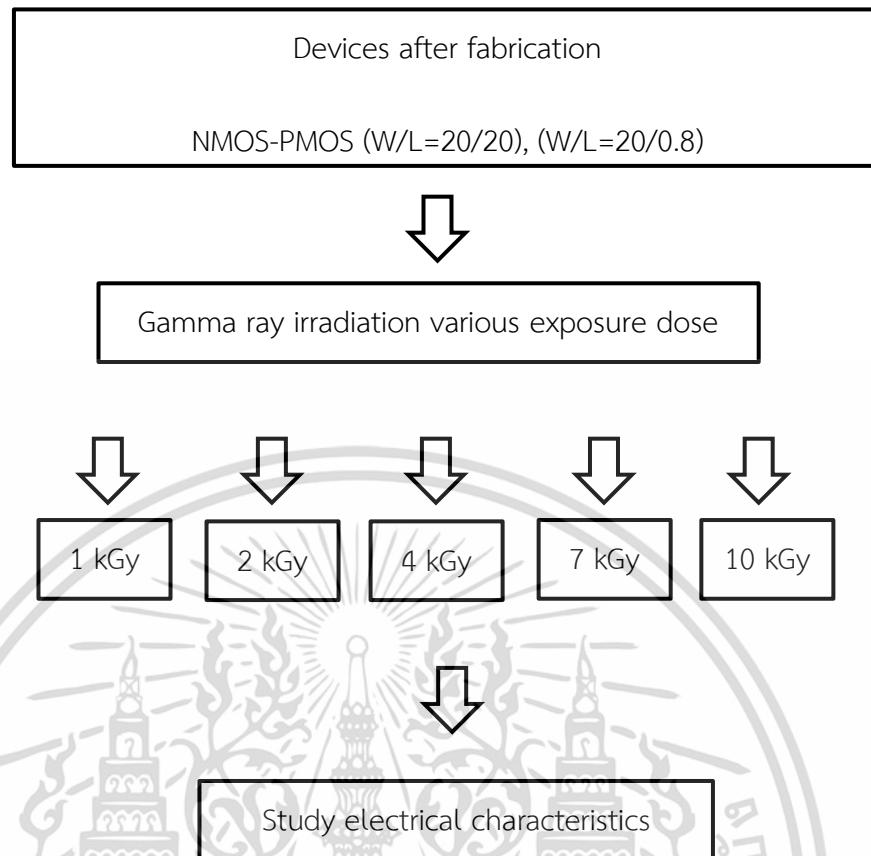 Devices after fabrication
NMOS-PMOS (W/L=20/20), (W/L=20/0.8)
Gamma ray irradiation various exposure dose
1 kGy
2 kGy
4 kGy
7 kGy
10 kGy
Study electrical characteristics